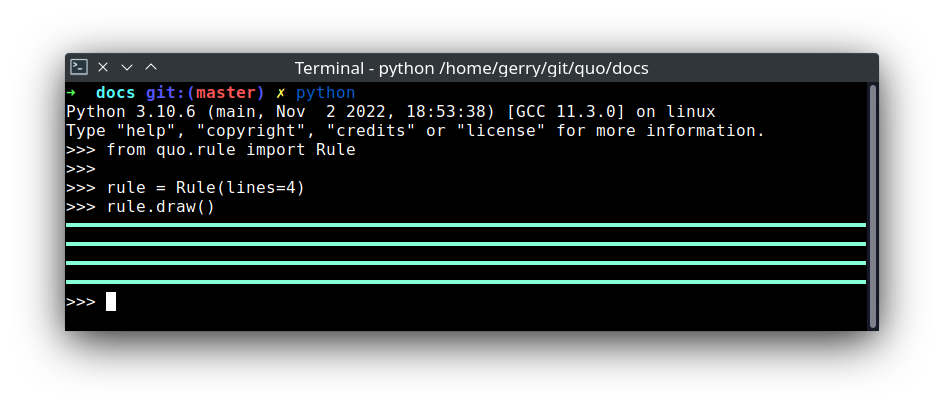 Terminal - python /home/gerry/git/quo/docs
➜  docs git:(master) ✗ python
Python 3.10.6 (main, Nov  2 2022, 18:53:38) [GCC 11.3.0] on linux
Type "help", "copyright", "credits" or "license" for more information.
>>> from quo.rule import Rule
>>>
>>> rule = Rule(lines=4)
>>> rule.draw()
>>>